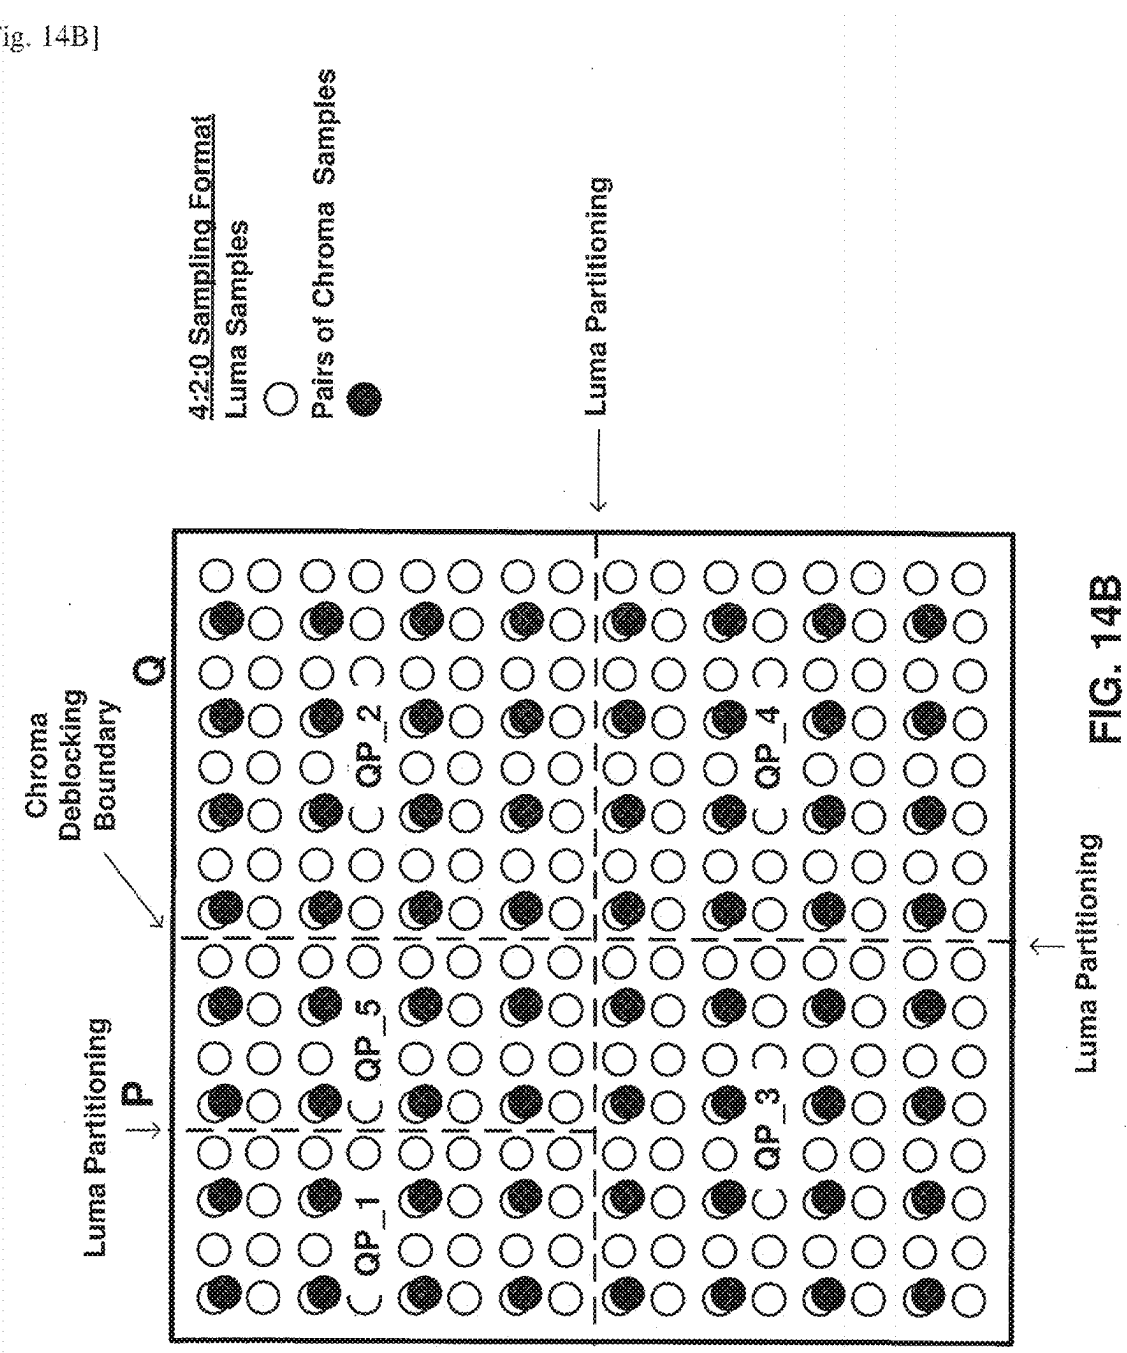 ig. 14B]
4:2:0 Sampling Format
Luma Samples
Pairs of Chroma Samples
Luma Partitioning
Chroma
Deblocking
Boundary
Luma Partitioning
P
Q
QP_1
QP_5
QP_2
QP_3
QP_4
Luma Partitioning
FIG. 14B